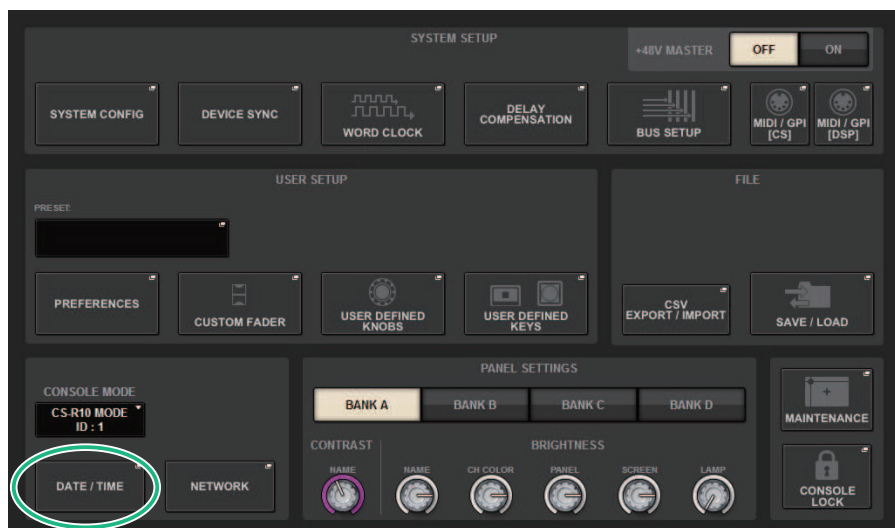 SYSTEM SETUP
+48V MASTER
OFF
ON
SYSTEM CONFIG
DEVICE SYNC
WORD CLOCK
DELAY
COMPENSATION
BUS SETUP
MIDI / GPI
[CS]
MIDI / GPI
[DSP]
USER SETUP
PRESET
PREFERENCES
CUSTOM FADER
USER DEFINED
KNOBS
USER DEFINED
KEYS
FILE
CSV
EXPORT / IMPORT
SAVE / LOAD
CONSOLE MODE
CS-R10 MODE
ID : 1
DATE / TIME
NETWORK
PANEL SETTINGS
BANK A
BANK B
BANK C
BANK D
CONTRAST
BRIGHTNESS
NAME
NAME
CH COLOR
PANEL
SCREEN
LAMP
MAINTENANCE
CONSOLE
LOCK